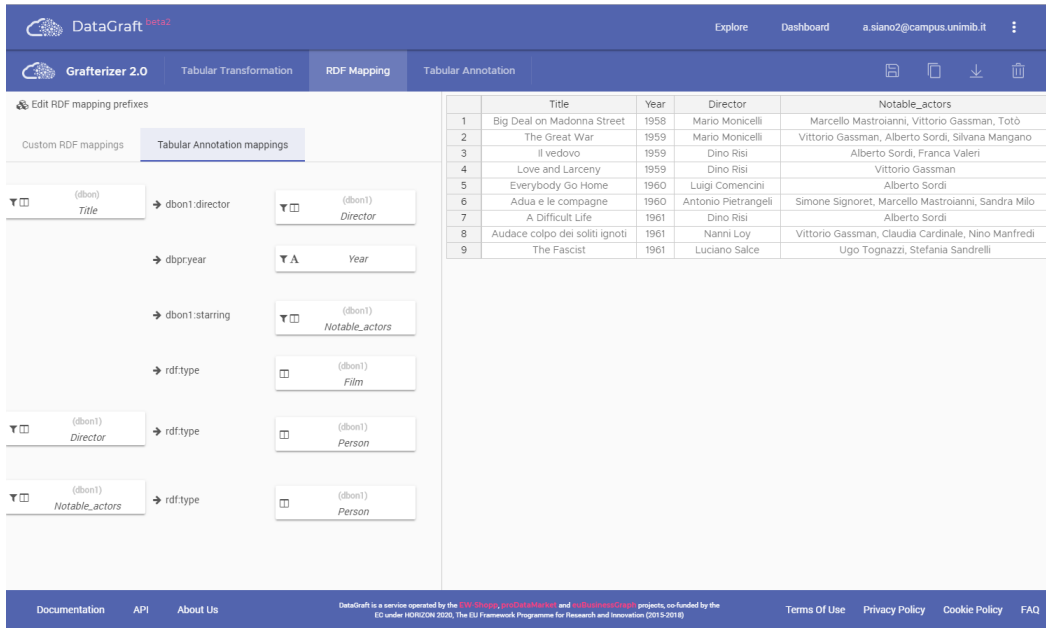 DataGraft beta2 Explore Dashboard a.siano2@campus.unimib.it
Grafterizer 2.0 Tabular Transformation RDF Mapping Tabular Annotation
Edit RDF mapping prefixes
Custom RDF mappings Tabular Annotation mappings
(dbon)
Title
dbon1:director
(dbon1)
Director
dbpr:year
A Year
dbon1:starring
(dbon1)
Notable_actors
rdf:type
(dbon1)
Film
(dbon1)
Director
rdf:type
(dbon1)
Person
(dbon1)
Notable_actors
rdf:type
(dbon1)
Person
Title Year Director Notable_actors
1 Big Deal on Madonna Street 1958 Mario Monicelli Marcello Mastroianni, Vittorio Gassman, Totò
2 The Great War 1959 Mario Monicelli Vittorio Gassman, Alberto Sordi, Silvana Mangano
3 Il vedovo 1959 Dino Risi Alberto Sordi, Franca Valeri
4 Love and Larceny 1959 Dino Risi Vittorio Gassman
5 Everybody Go Home 1960 Luigi Comencini Alberto Sordi
6 Adua e le compagne 1960 Antonio Pietrangeli Simone Signoret, Marcello Mastroianni, Sandra Milo
7 A Difficult Life 1961 Dino Risi Alberto Sordi
8 Audace colpo dei soliti ignoti 1961 Nanni Loy Vittorio Gassman, Claudia Cardinale, Nino Manfredi
9 The Fascist 1961 Luciano Salce Ugo Tognazzi, Stefania Sandrelli
Documentation API About Us
DataGraft is a service operated by the EW-Shopp, proDataMarket and euBusinessGraph projects, co-funded by the
EC under HORIZON 2020, The EU Framework Programme for Research and Innovation (2015-2018)
Terms Of Use Privacy Policy Cookie Policy FAQ